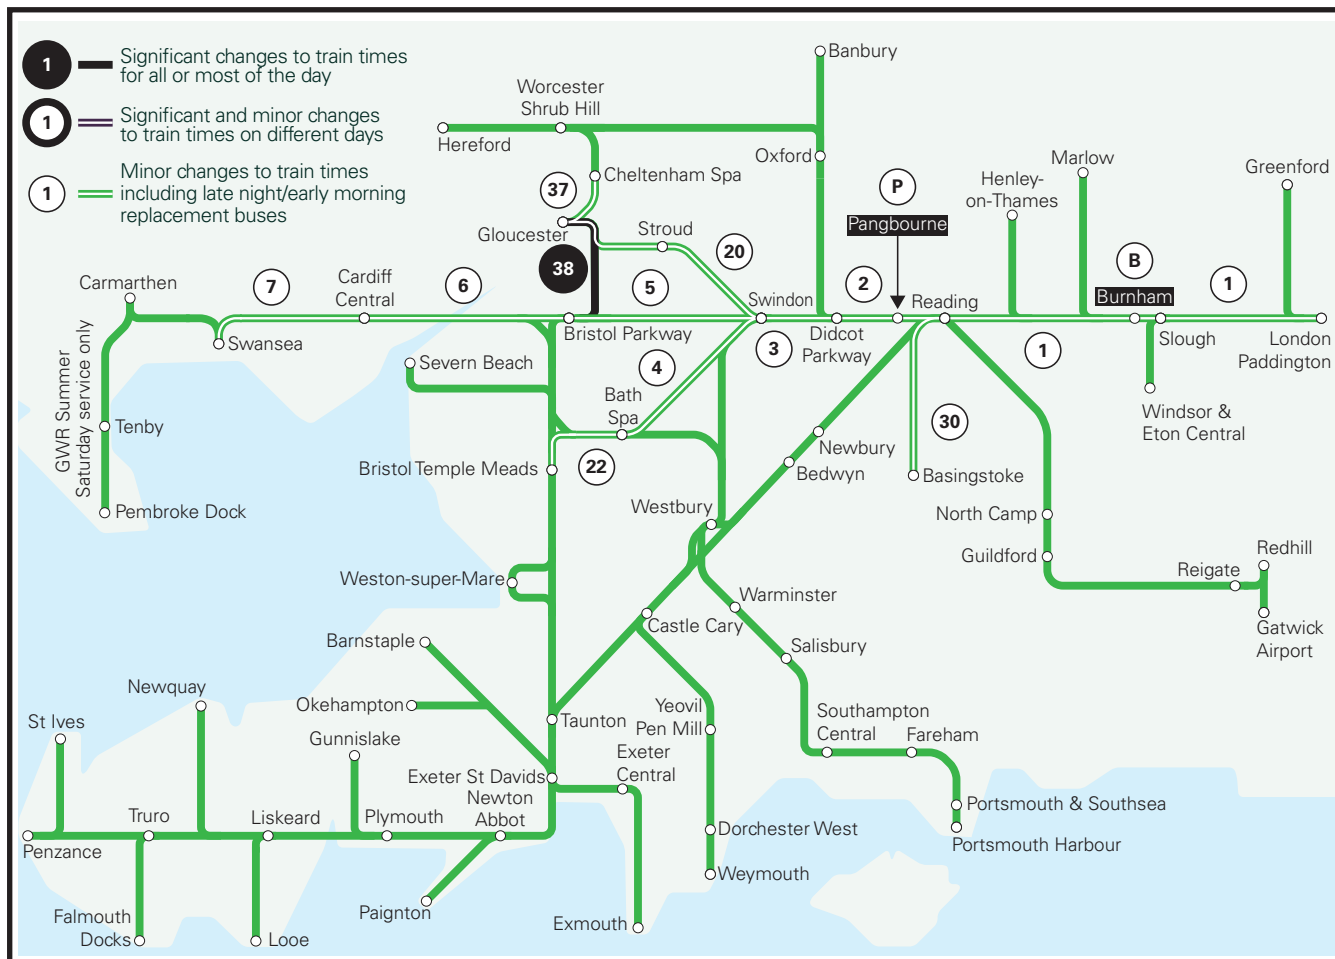 1
Significant changes to train times
for all or most of the day
1
Significant and minor changes
to train times on different days
1
Minor changes to train times
including late night/early morning
replacement buses
Banbury
Worcester
Shrub Hill
Hereford
Oxford
Marlow
Greenford
Henley-
on-Thames
P
Pangbourne
37
Cheltenham Spa
Gloucester
Stroud
20
38
B
Burnham
1
Carmarthen
7
Cardiff
Central
6
5
Swindon
2
Reading
Swansea
Bristol Parkway
3
Didcot
Parkway
1
Slough
London
Paddington
Severn Beach
4
Bath
Spa
GWR Summer
Saturday service only
Tenby
Windsor &
Eton Central
Newbury
30
Bristol Temple Meads
22
Bedwyn
Basingstoke
Pembroke Dock
Westbury
North Camp
Guildford
Redhill
Reigate
Weston-super-Mare
Warminster
Castle Cary
Gatwick
Airport
Barnstaple
Salisbury
Newquay
Okehampton
Taunton
Yeovil
Pen Mill
Southampton
Central
Fareham
St Ives
Gunnislake
Exeter St Davids
Exeter
Central
Newton
Abbot
Portsmouth & Southsea
Truro
Liskeard
Plymouth
Dorchester West
Portsmouth Harbour
Penzance
Weymouth
Falmouth
Docks
Looe
Paignton
Exmouth